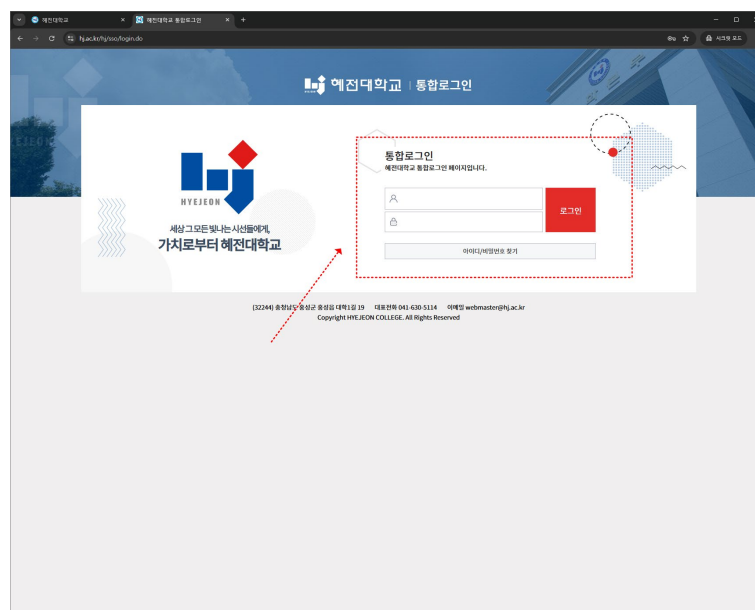 혜전대학교
혜전대학교 통합로그인
hj.ac.kr/hj/sso/login.do
시크릿 모드
혜전대학교 통합로그인
통합로그인
혜전대학교 통합로그인 페이지입니다.
HYEJEON
로그인
세상 그 모든 빛나는 시선들에게,
가치로부터 혜전대학교
아이디/비밀번호 찾기
(32244) 충청남도 홍성군 홍성읍 대학1길 19 대표전화 041-630-5114 이메일 webmaster@hj.ac.kr
Copyright HYEJEON COLLEGE. All Rights Reserved